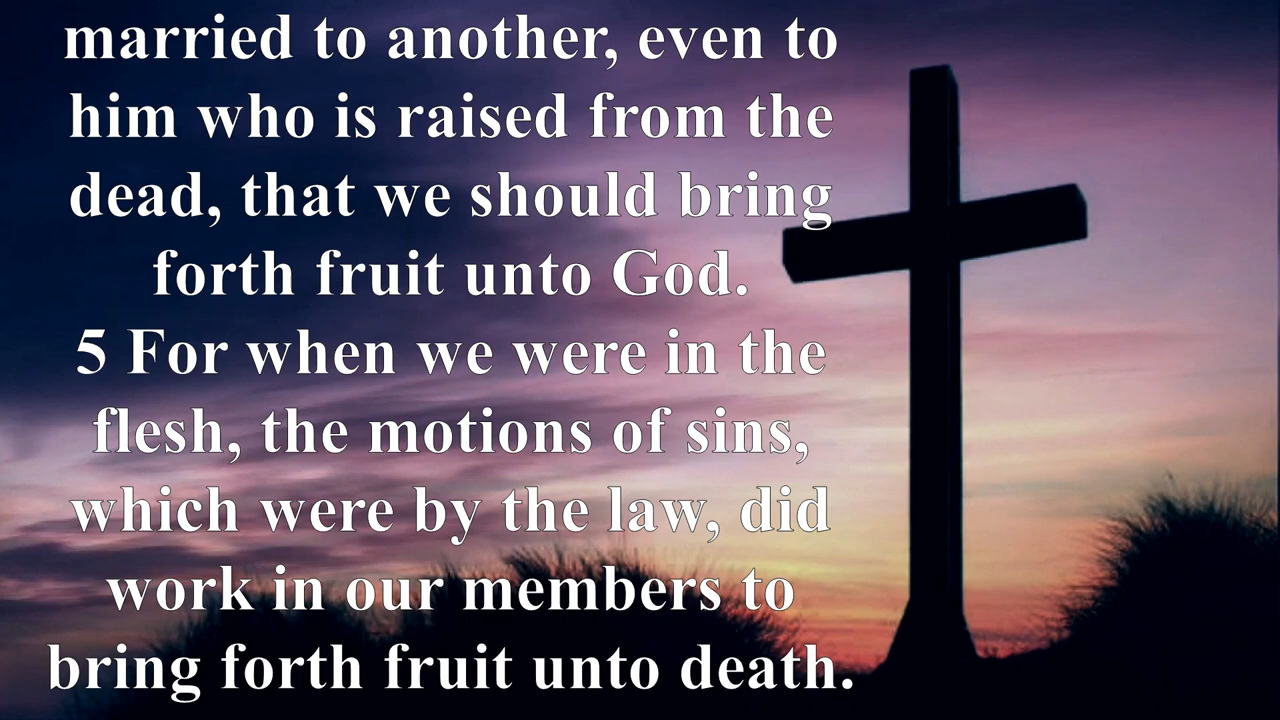 married to another, even to
him who is raised from the
dead, that we should bring
forth fruit unto God.
5 For when we were in the
flesh, the motions of sins,
which were by the law, did
work in our members to
bring forth fruit unto death.